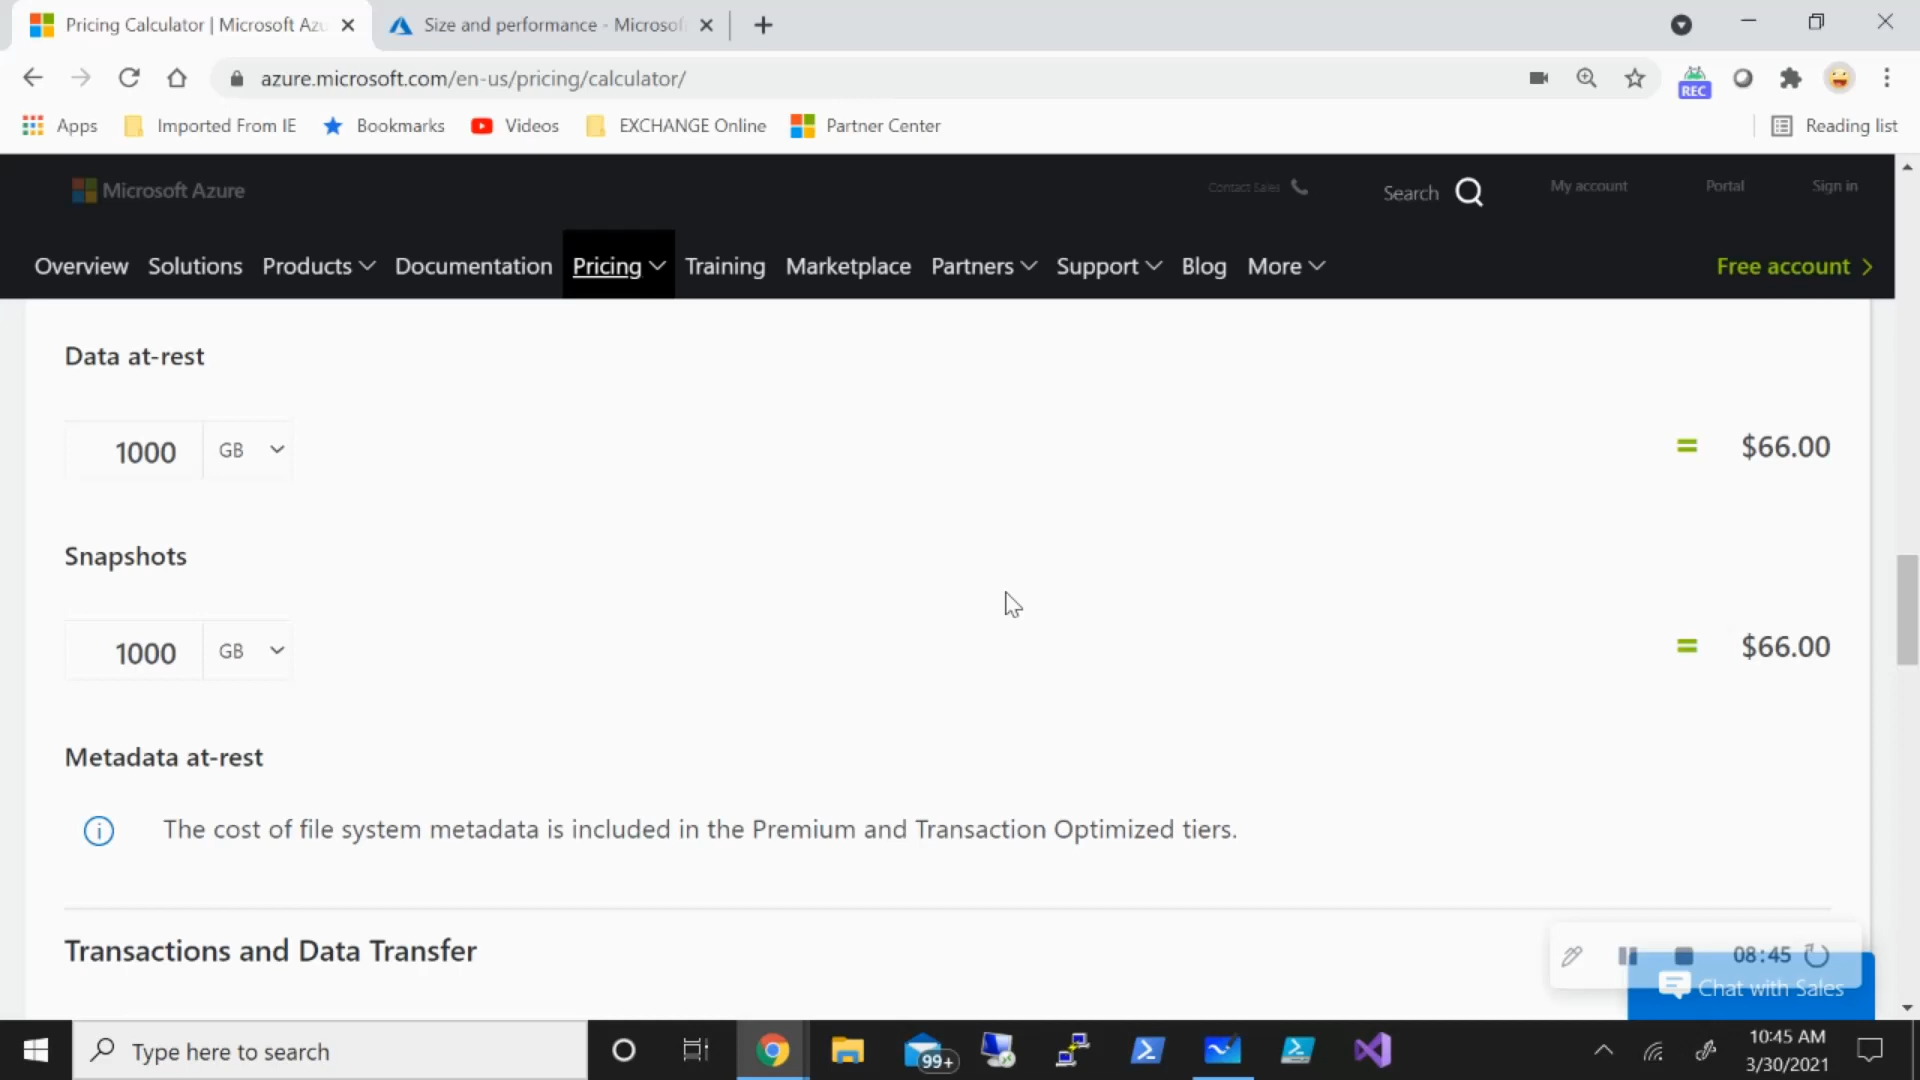 Pricing Calculator | Microsoft Azu
Size and performance - Microsof
azure.microsoft.com/en-us/pricing/calculator/
REC
Apps
Imported From IE
Bookmarks
Videos
EXCHANGE Online
Partner Center
Reading list
Microsoft Azure
Contact Sales
Search
My account
Portal
Sign in
Overview Solutions Products Documentation Pricing Training Marketplace Partners Support Blog More
Free account
Data at-rest
1000 GB = $66.00
Snapshots
1000 GB = $66.00
Metadata at-rest
The cost of file system metadata is included in the Premium and Transaction Optimized tiers.
Transactions and Data Transfer
08:45
Chat with Sales
Type here to search
99+
10:45 AM
3/30/2021